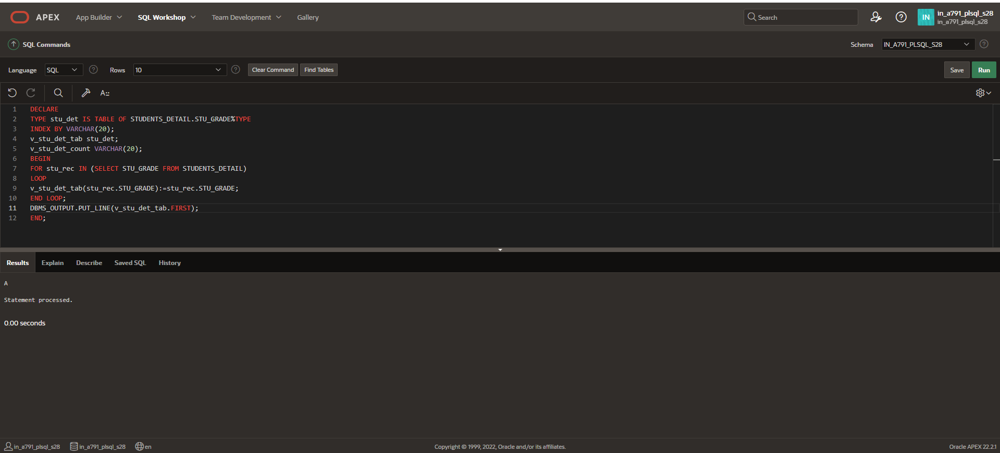 APEX App Builder SQL Workshop Team Development Gallery Search IN in_a791_plsql_s28
in_a791_plsql_s28
SQL Commands Schema IN_A791_PLSQL_S28
Language SQL Rows 10 Clear Command Find Tables Save Run
A::
1 DECLARE
2 TYPE stu_det IS TABLE OF STUDENTS_DETAIL.STU_GRADE%TYPE
3 INDEX BY VARCHAR(20);
4 v_stu_det_tab stu_det;
5 v_stu_det_count VARCHAR(20);
6 BEGIN
7 FOR stu_rec IN (SELECT STU_GRADE FROM STUDENTS_DETAIL)
8 LOOP
9 v_stu_det_tab(stu_rec.STU_GRADE):=stu_rec.STU_GRADE;
10 END LOOP;
11 DBMS_OUTPUT.PUT_LINE(v_stu_det_tab.FIRST);
12 END;
Results Explain Describe Saved SQL History
A
Statement processed.
0.00 seconds
in_a791_plsql_s28 in_a791_plsql_s28 en Copyright © 1999, 2022, Oracle and/or its affiliates. Oracle APEX 22.2.1